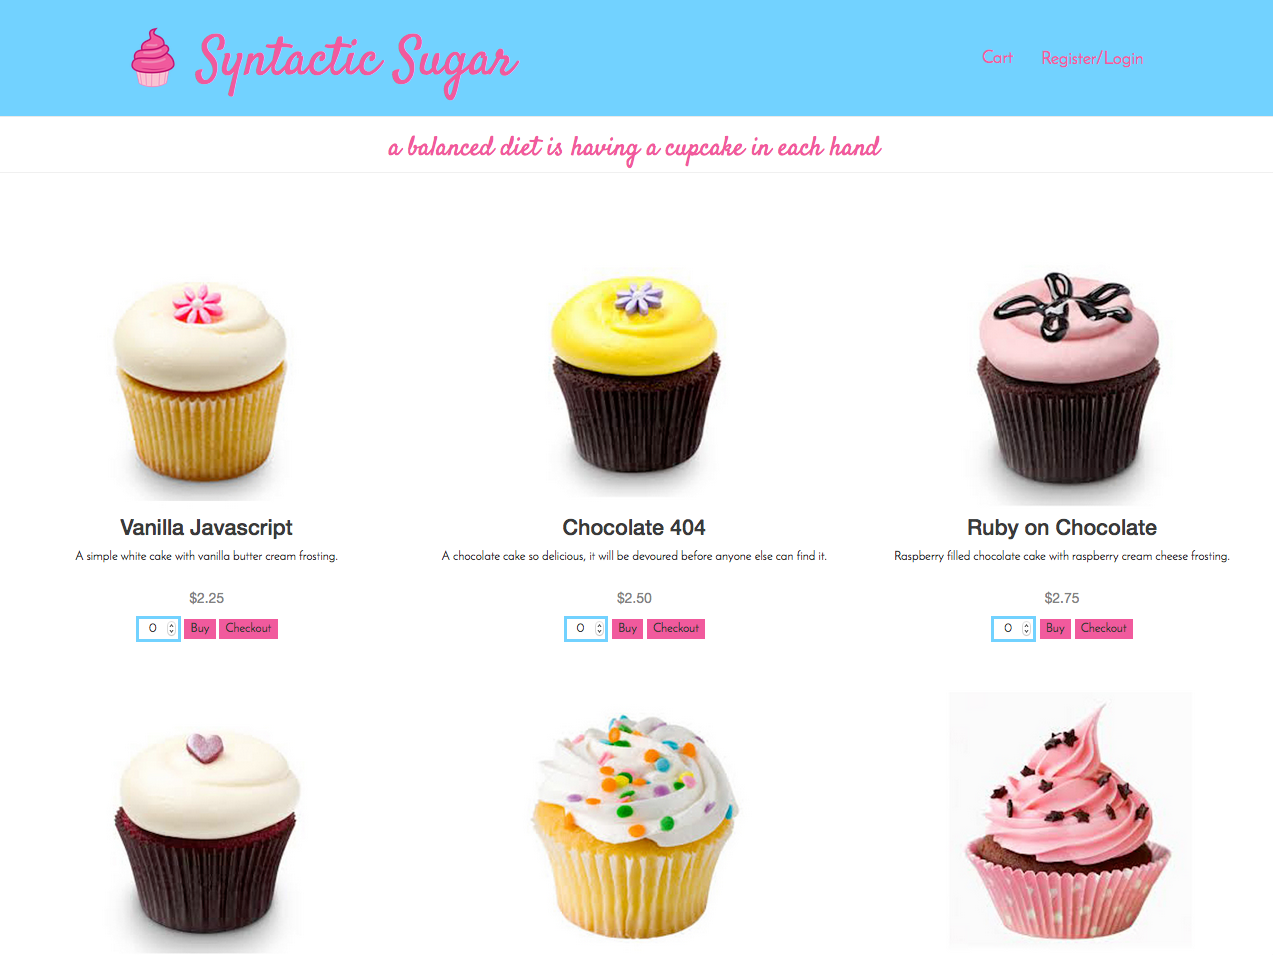 Syntactic Sugar
Cart
Register/Login
a balanced diet is having a cupcake in each hand
Vanilla Javascript
A simple white cake with vanilla butter cream frosting.
$2.25
0 Buy Checkout
Chocolate 404
A chocolate cake so delicious, it will be devoured before anyone else can find it.
$2.50
0 Buy Checkout
Ruby on Chocolate
Raspberry filled chocolate cake with raspberry cream cheese frosting.
$2.75
0 Buy Checkout